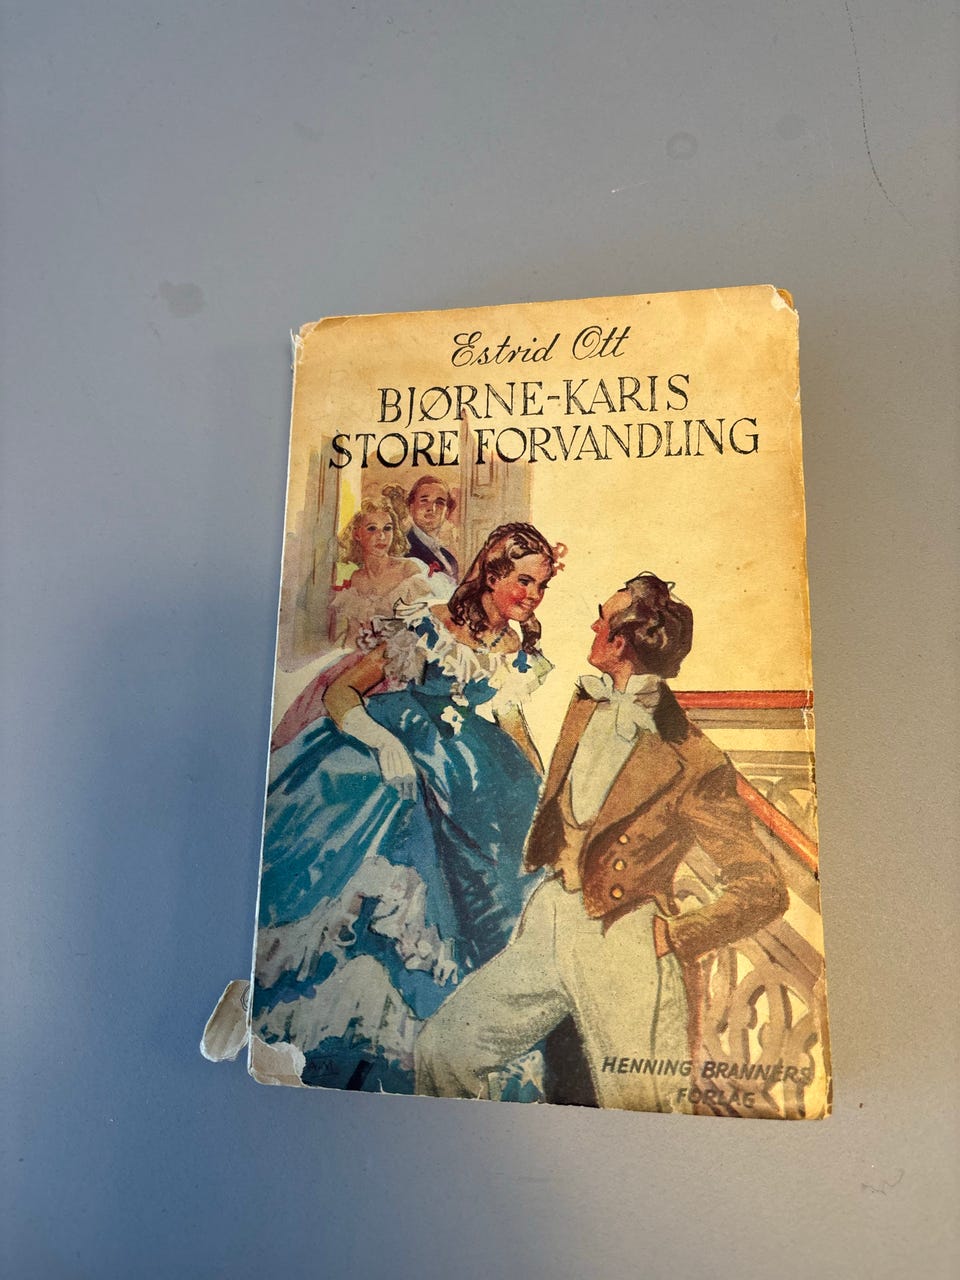 Estrid Ott
BJØRNE-KARIS
STORE FORVANDLING
HENNING BRANNERS
FORLAG